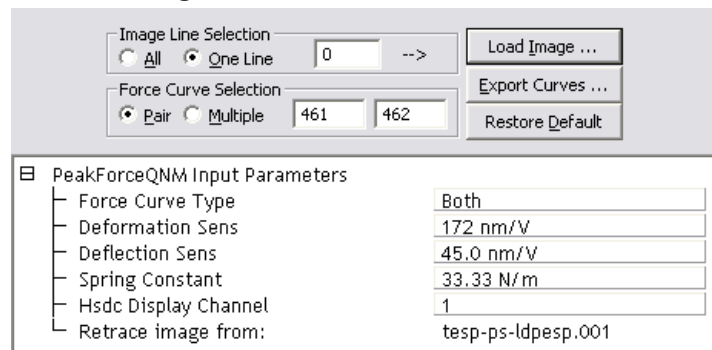 Image Line Selection
All One Line 0 --> Load Image ...
Force Curve Selection
Export Curves ...
Pair Multiple 461 462
Restore Default
PeakForceQNM Input Parameters
Force Curve Type Both
Deformation Sens 172 nm/V
Deflection Sens 45.0 nm/V
Spring Constant 33.33 N/m
Hsdc Display Channel 1
Retrace image from: tesp-ps-ldpesp.001